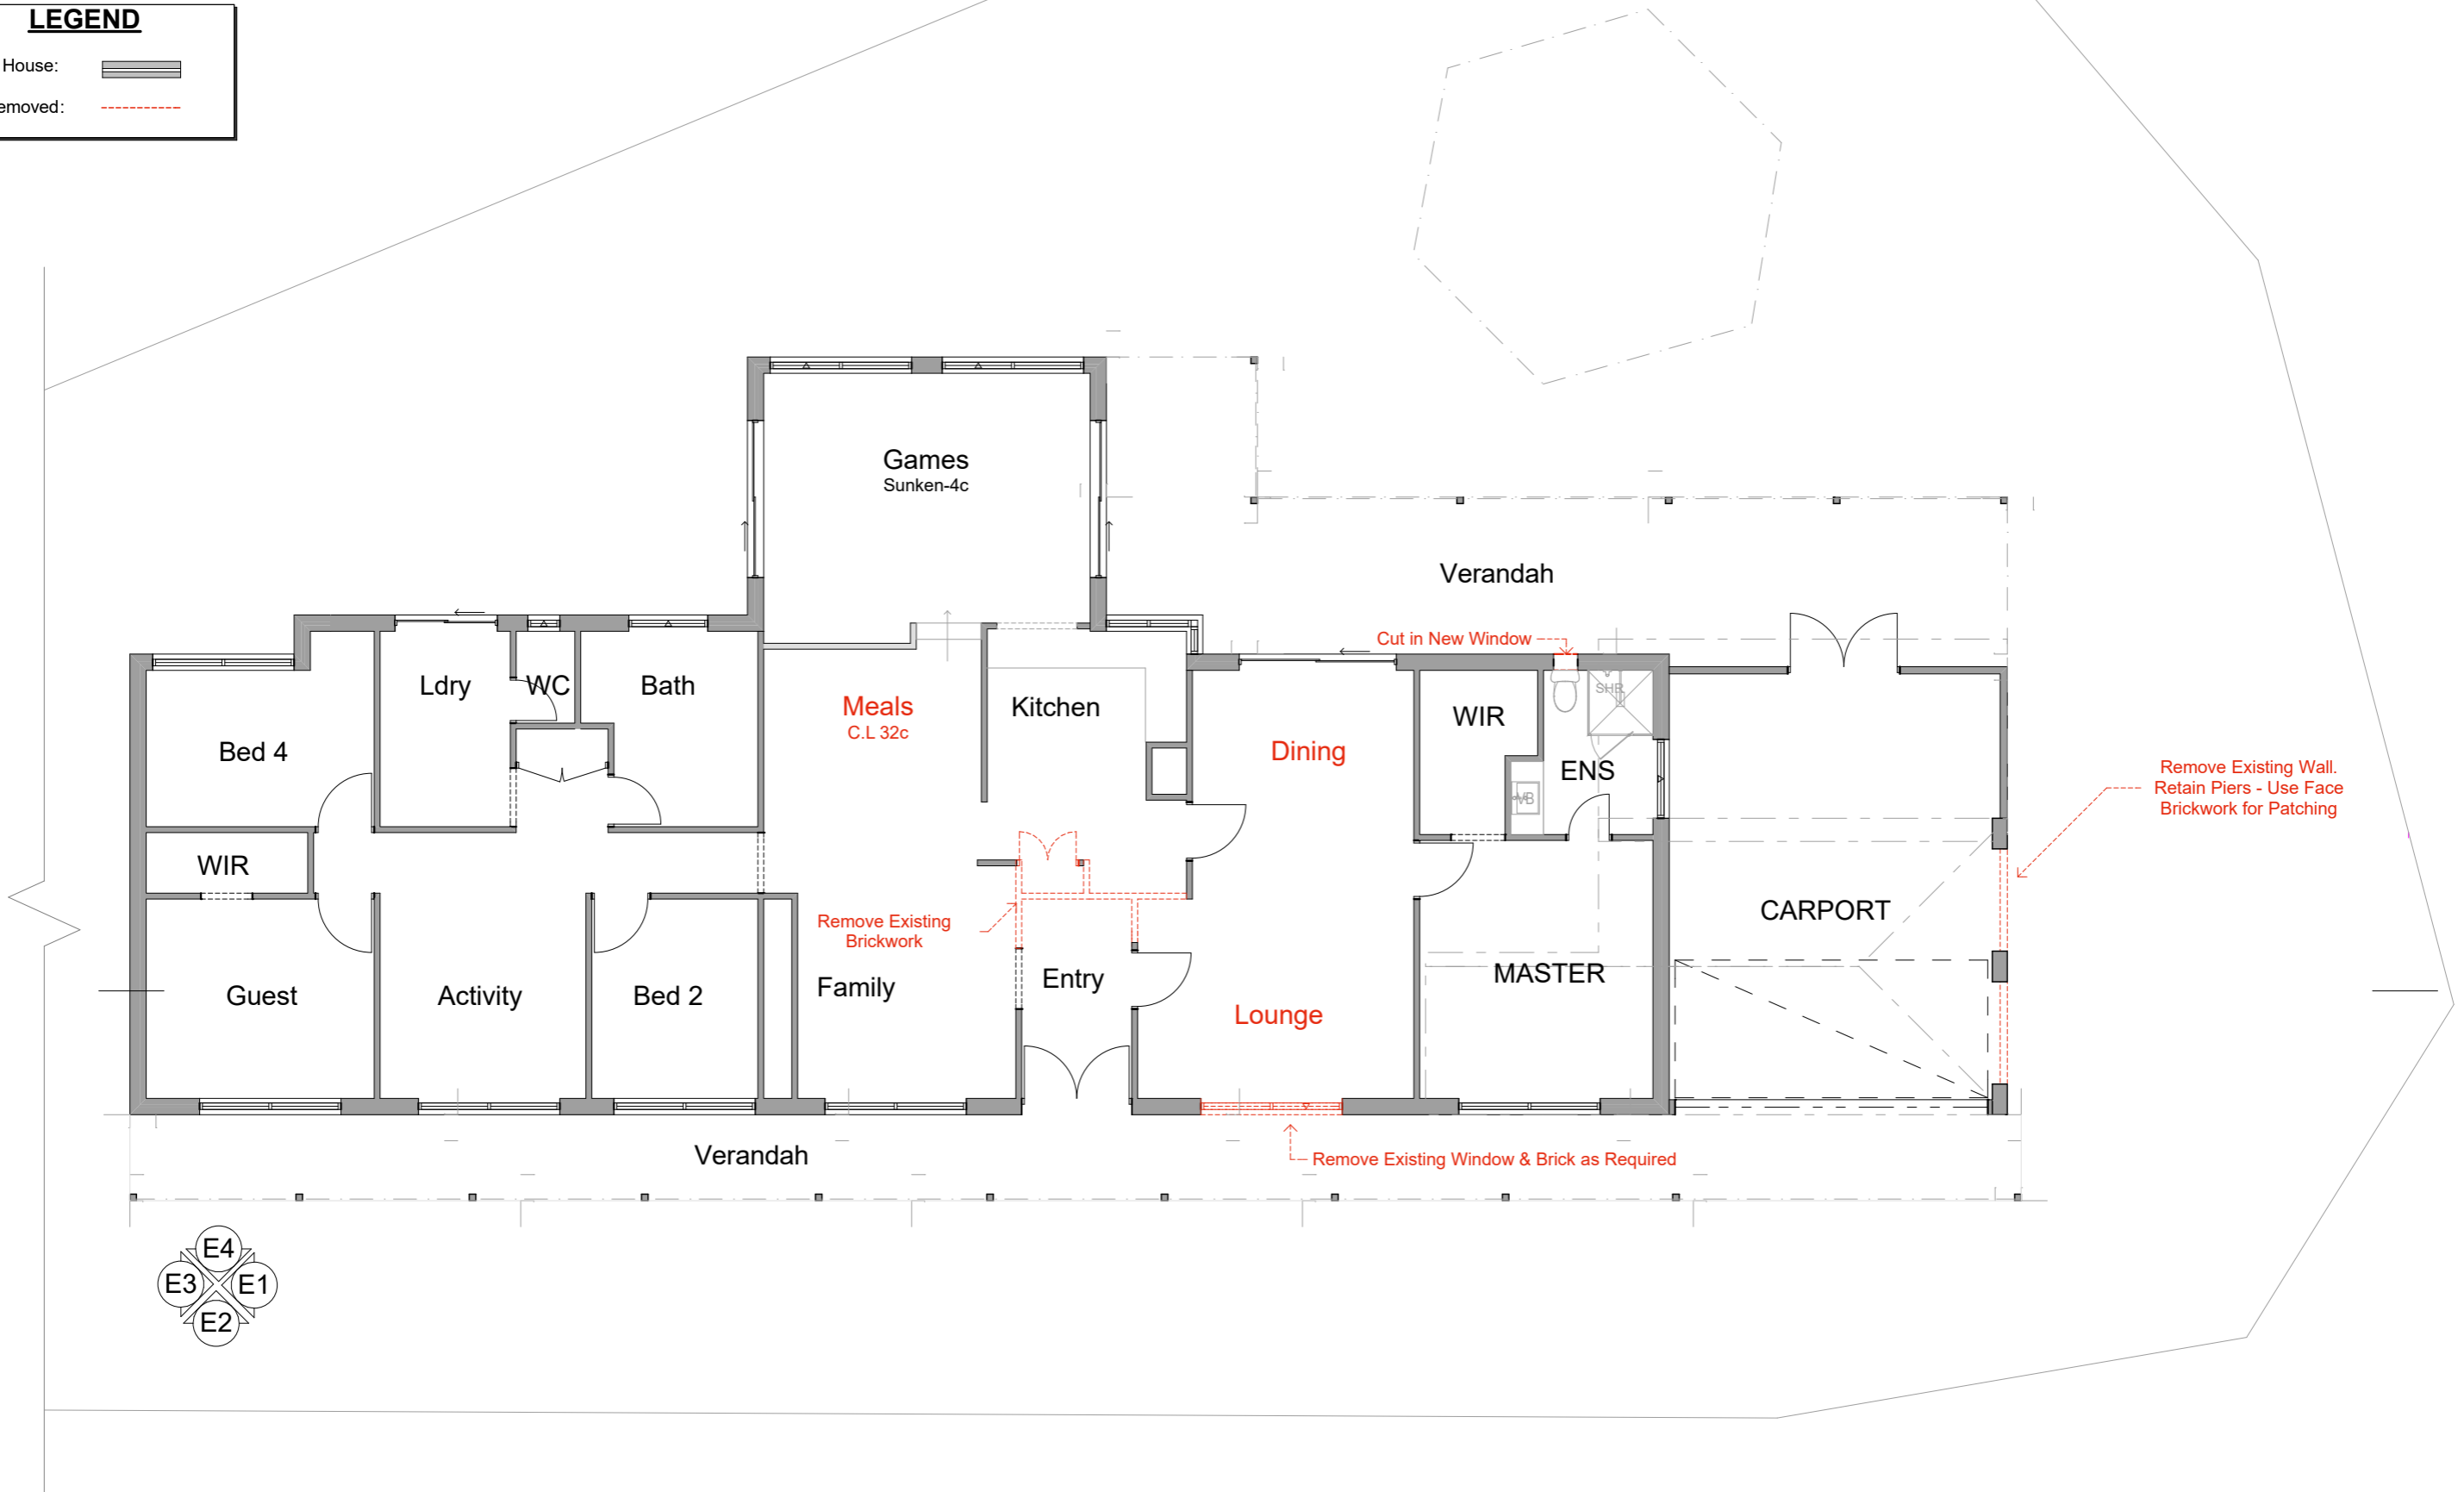 LEGEND
House:
emoved:
Games
Sunken-4c
Verandah
Cut in New Window
Ldry
WC
Bath
Meals
C.L 32c
Kitchen
WIR
SHR
Bed 4
Dining
ENS
WB
Remove Existing Wall.
Retain Piers - Use Face
Brickwork for Patching
WIR
CARPORT
Remove Existing
Brickwork
Guest
Activity
Bed 2
Family
Entry
MASTER
Lounge
Verandah
Remove Existing Window & Brick as Required
E4
E3
E1
E2